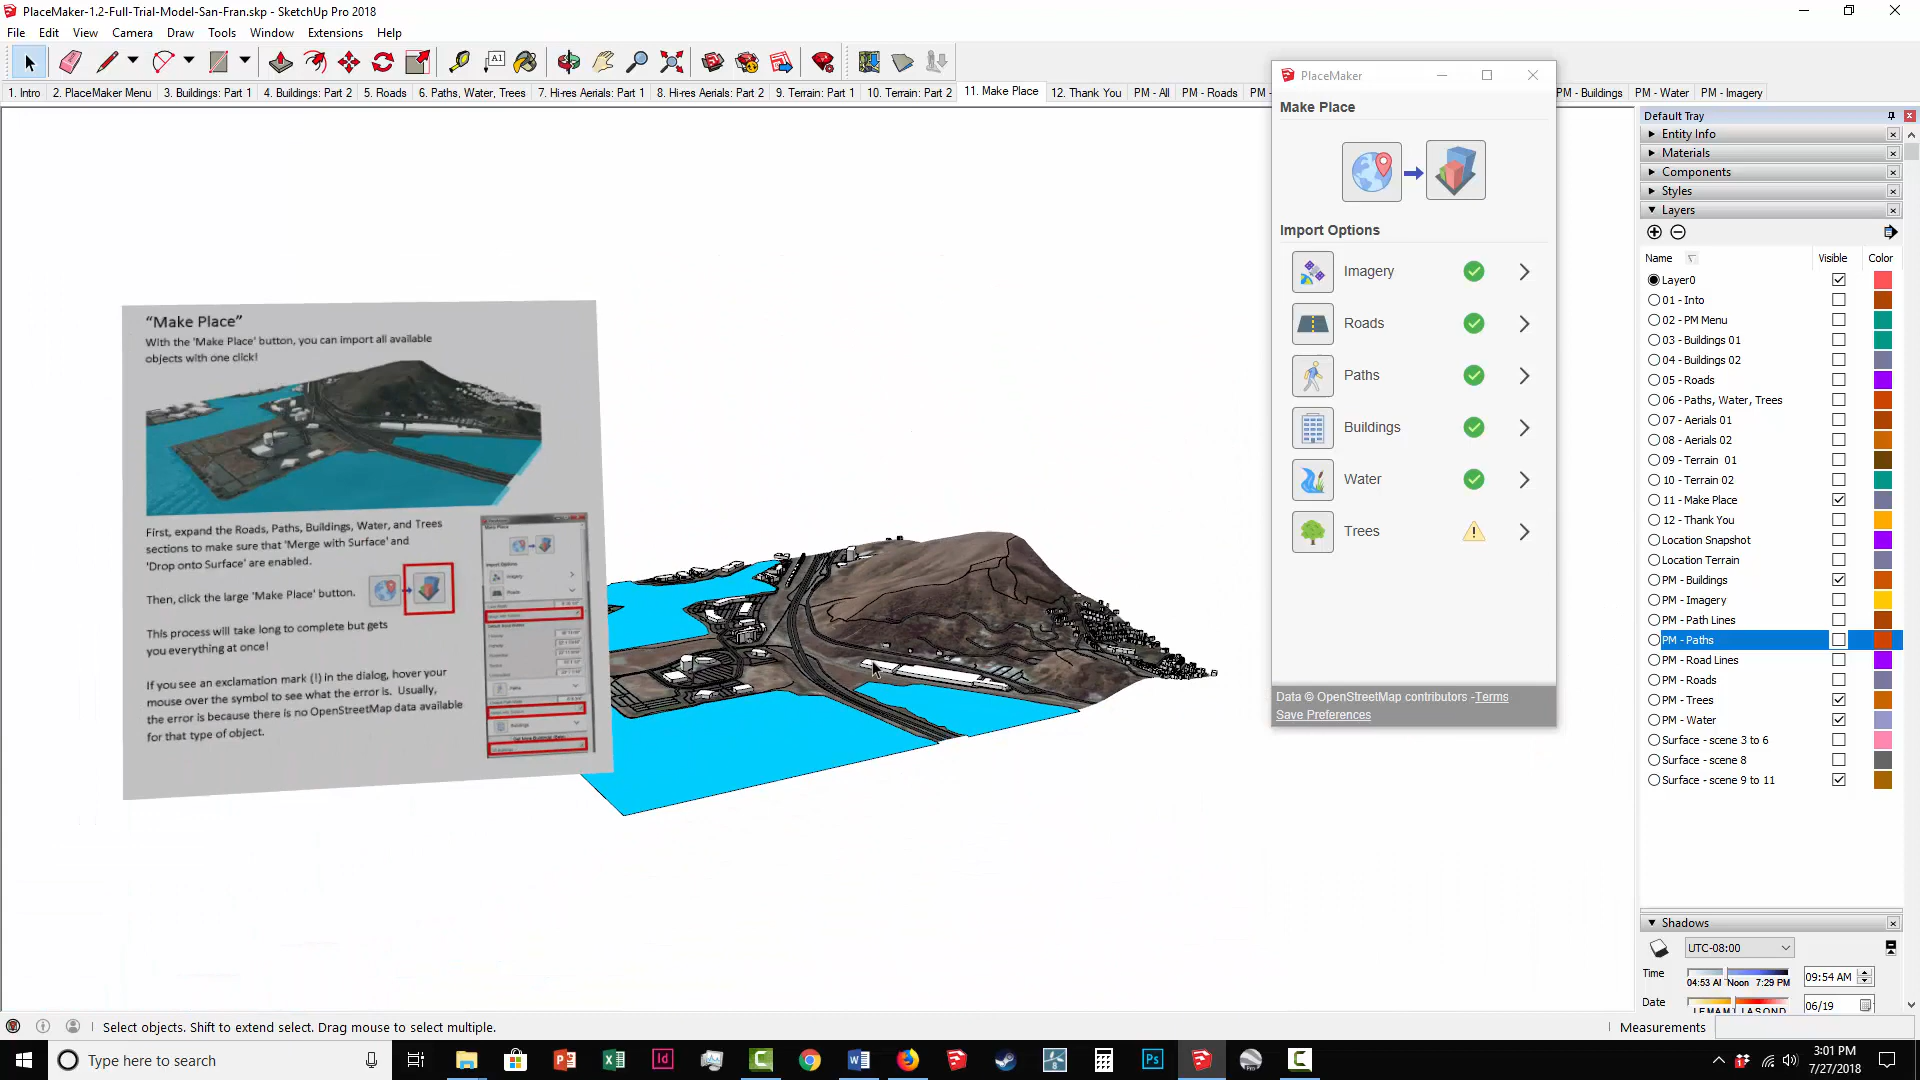 PlaceMaker-1.2-Full-Trial-Model-San-Fran.skp - SketchUp Pro 2018
File Edit View Camera Draw Tools Window Extensions Help
1. Intro 2. PlaceMaker Menu 3. Buildings: Part 1 4. Buildings: Part 2 5. Roads 6. Paths, Water, Trees 7. Hi-res Aerials: Part 1 8. Hi-res Aerials: Part 2 9. Terrain: Part 1 10. Terrain: Part 2 11. Make Place 12. Thank You PM - All PM - Roads PM - PM - Buildings PM - Water PM - Imagery
PlaceMaker
Make Place
Import Options
Imagery
Roads
Paths
Buildings
Water
Trees
Data © OpenStreetMap contributors -Terms
Save Preferences
“Make Place”
With the 'Make Place' button, you can import all available
objects with one click!
First, expand the Roads, Paths, Buildings, Water, and Trees
sections to make sure that 'Merge with Surface' and
'Drop onto Surface' are enabled.
Then, click the large 'Make Place' button.
This process will take long to complete but gets
you everything at once!
If you see an exclamation mark (!) in the dialog, hover your
mouse over the symbol to see what the error is. Usually,
the error is because there is no OpenStreetMap data available
for that type of object.
Default Tray
Entity Info
Materials
Components
Styles
Layers
Name Visible Color
Layer0
01 - Into
02 - PM Menu
03 - Buildings 01
04 - Buildings 02
05 - Roads
06 - Paths, Water, Trees
07 - Aerials 01
08 - Aerials 02
09 - Terrain 01
10 - Terrain 02
11 - Make Place
12 - Thank You
Location Snapshot
Location Terrain
PM - Buildings
PM - Imagery
PM - Path Lines
PM - Paths
PM - Road Lines
PM - Roads
PM - Trees
PM - Water
Surface - scene 3 to 6
Surface - scene 8
Surface - scene 9 to 11
Shadows
UTC-08:00
Time 04:53 AI Noon 7:29 PM 09:54 AM
Date 06/19
Select objects. Shift to extend select. Drag mouse to select multiple.
Measurements
Type here to search
3:01 PM
7/27/2018